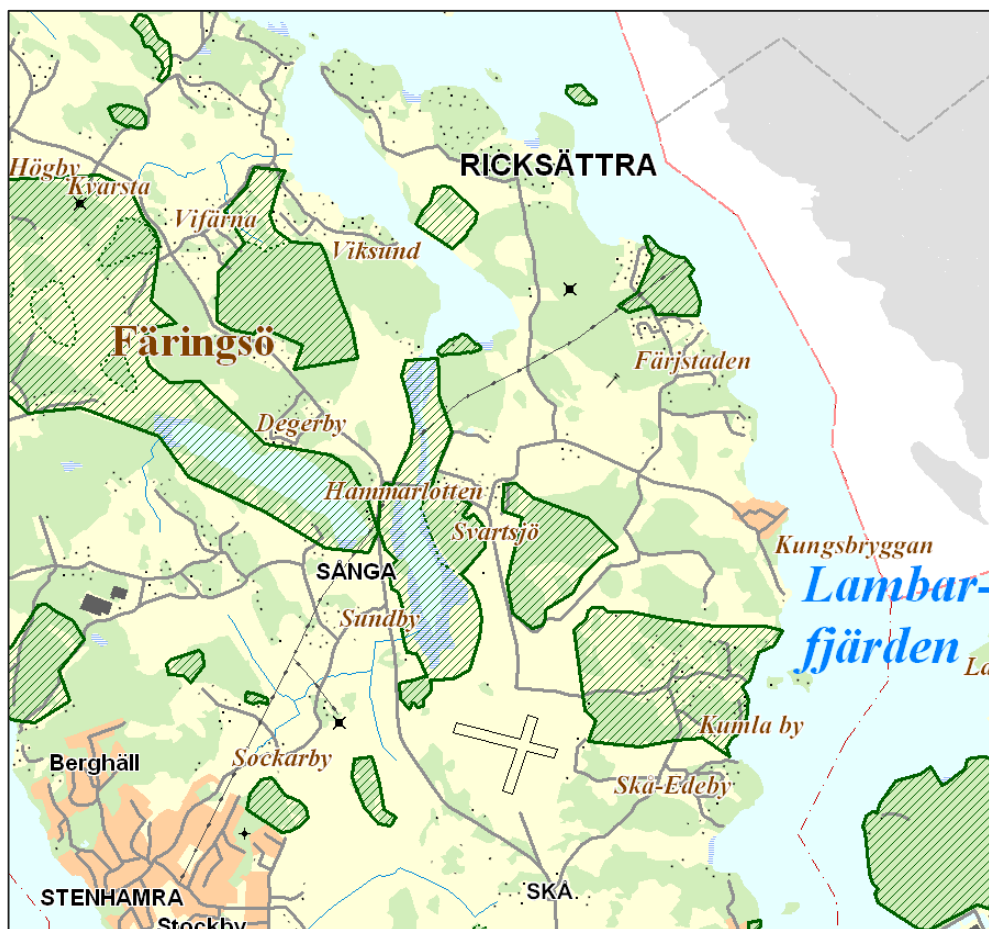 RICKSÄTTRA
Högby
Kvarsta
Vifärna
Viksund
Färingsö
Färjstaden
Degerby
Hammarlotten
Svartsjö
Kungsbryggan
SÅNGA
Lambar-
fjärden
Sundby
La
Kumla by
Sockarby
Berghäll
Skå-Edeby
SKÅ
STENHAMRA
Stockby